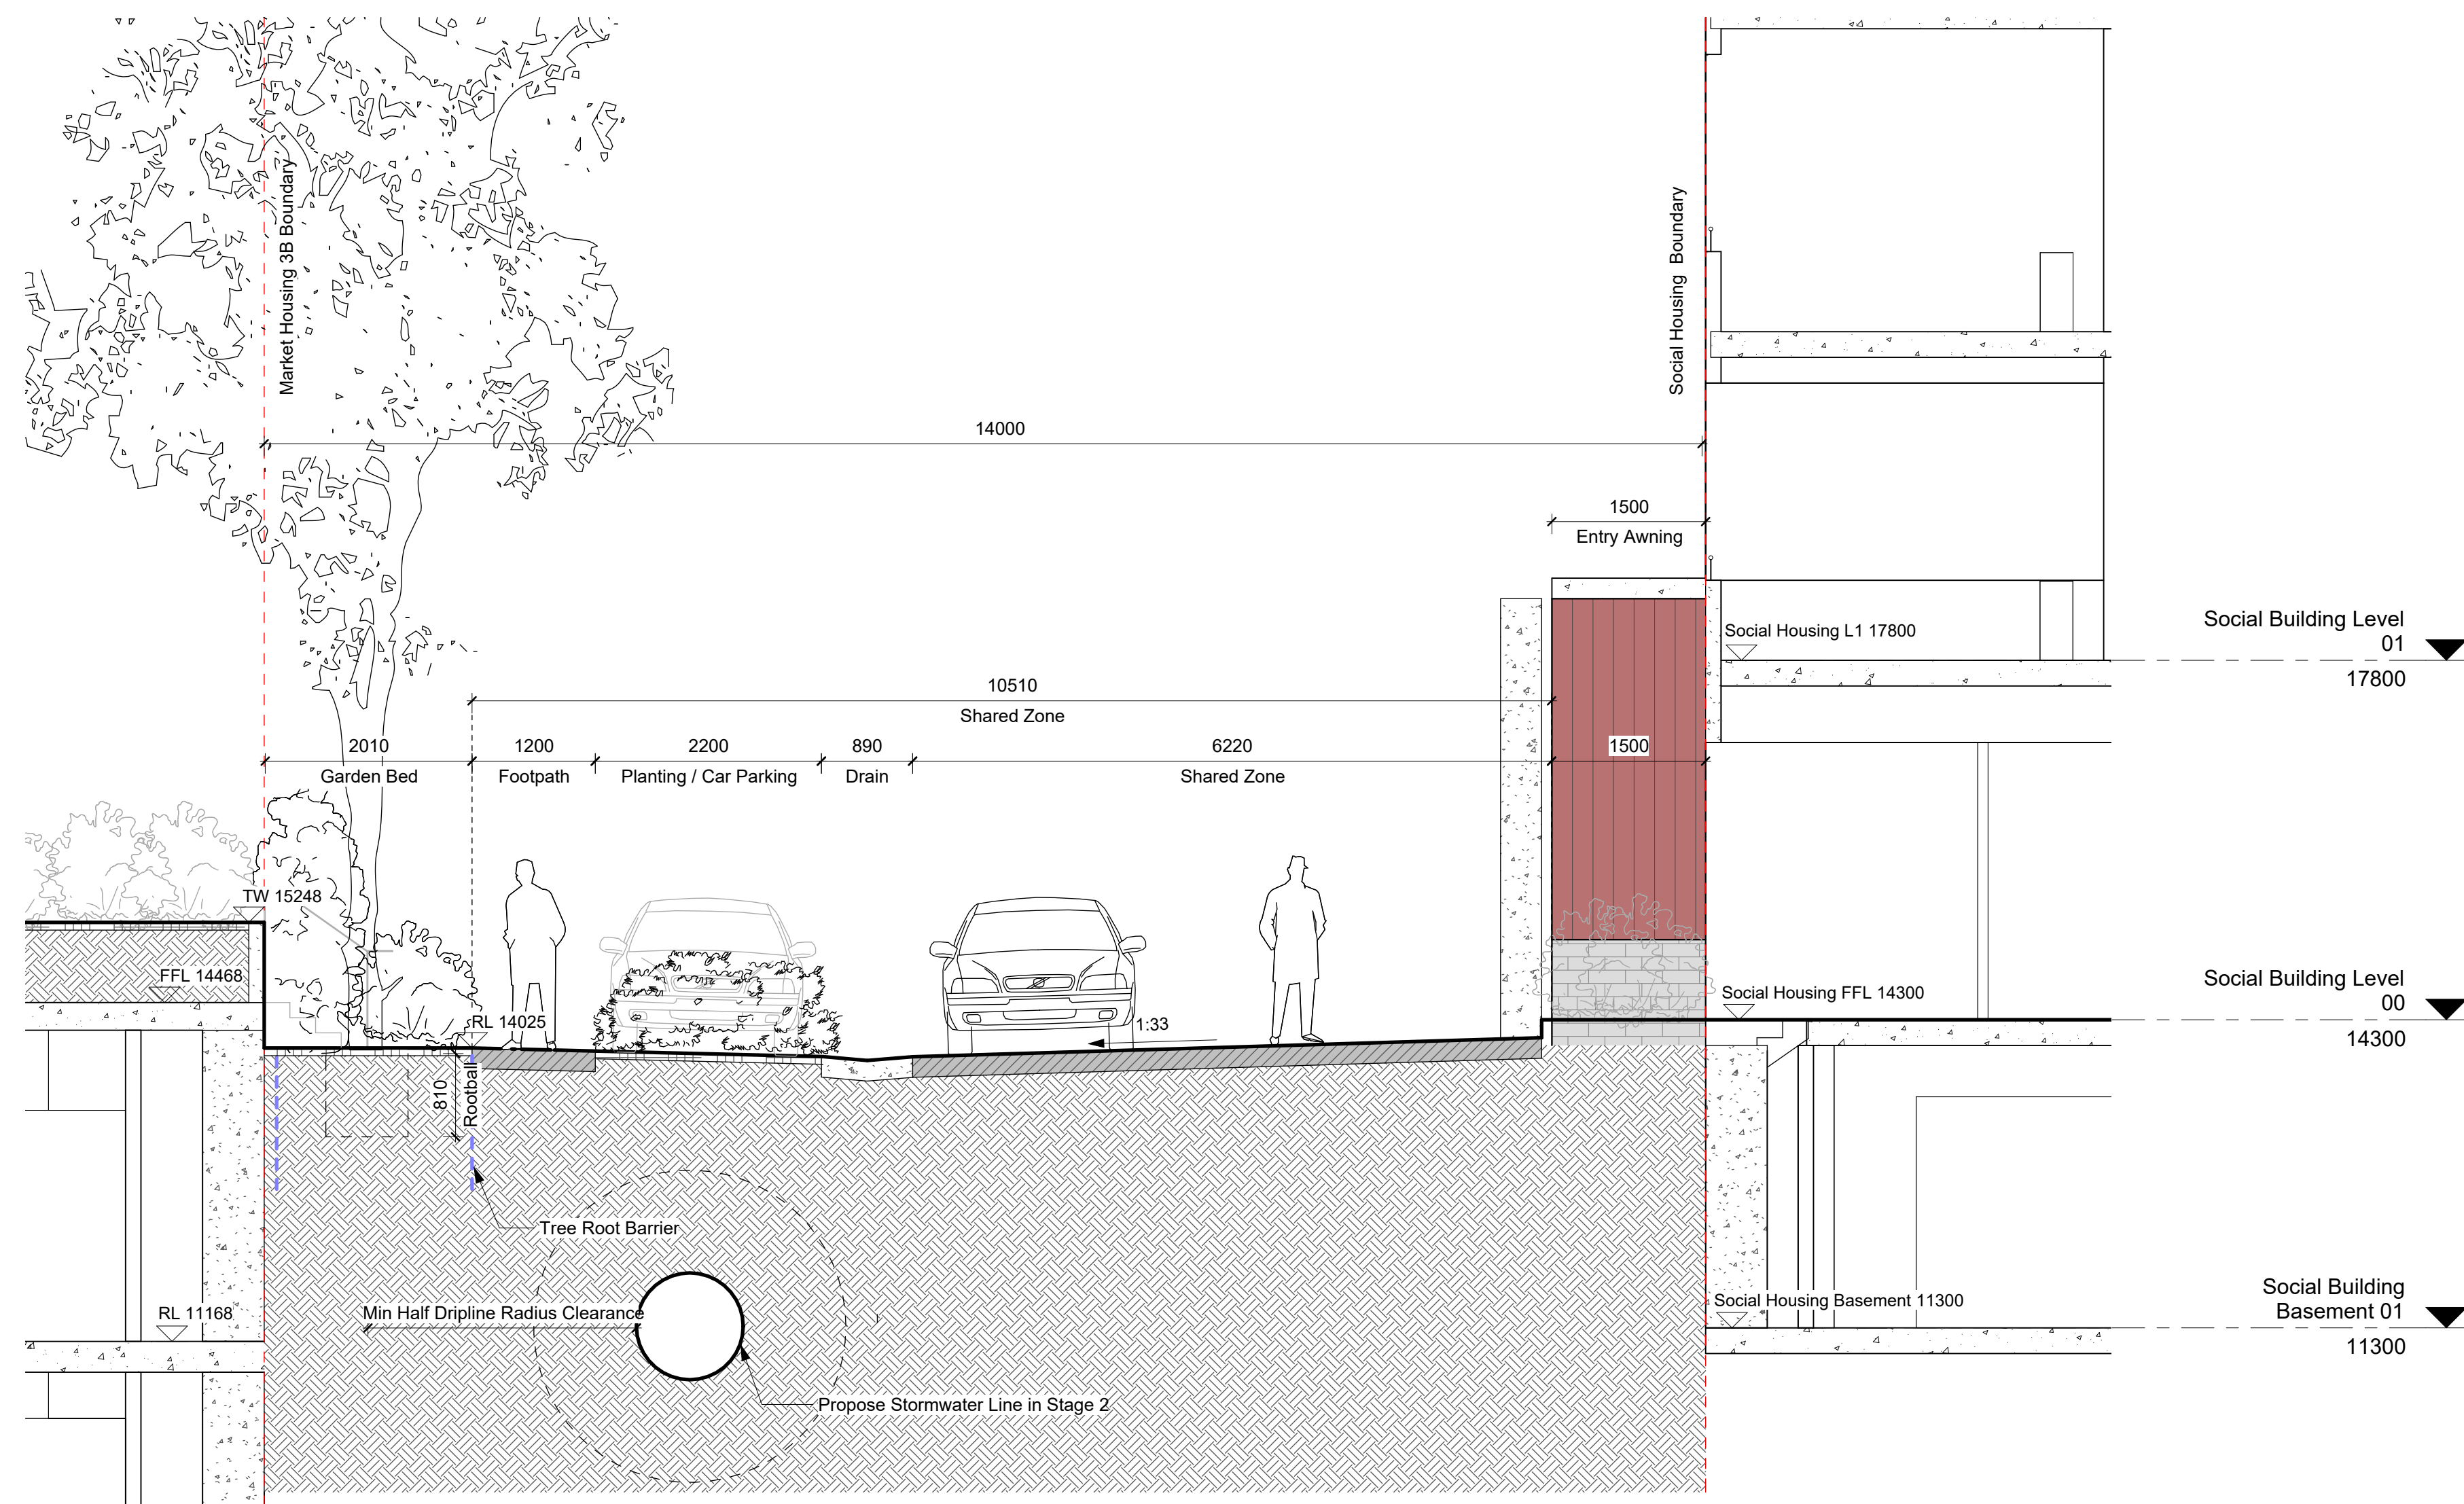 Market Housing 3B Boundary
Social Housing Boundary
14000
1500
Entry Awning
Social Housing L1 17800
Social Building Level
01
17800
10510
Shared Zone
2010
1200
2200
890
6220
1500
Garden Bed
Footpath
Planting / Car Parking
Drain
Shared Zone
TW 15248
FFL 14468
RL 14025
1:33
Social Housing FFL 14300
Social Building Level
00
14300
810
Rootball
Tree Root Barrier
Min Half Dripline Radius Clearance
RL 11168
Social Housing Basement 11300
Social Building
Basement 01
11300
Propose Stormwater Line in Stage 2